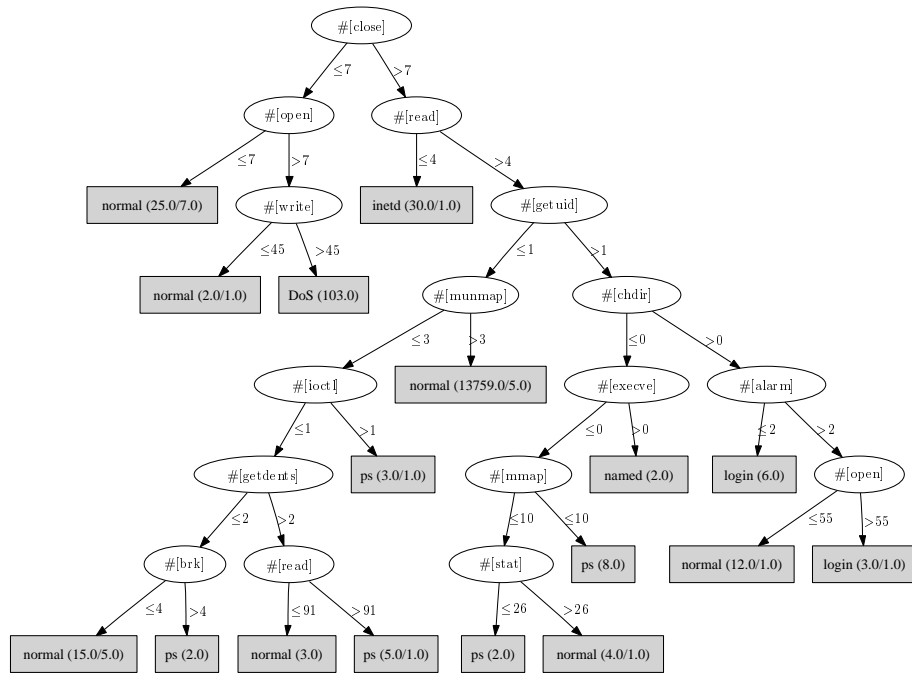 #[close]
≤7
>7
#[open]
#[read]
≤7
>7
≤4
>4
normal (25.0/7.0)
#[write]
inetd (30.0/1.0)
#[getuid]
≤45
>45
≤1
>1
normal (2.0/1.0)
DoS (103.0)
#[munmap]
#[chdir]
≤3
>3
≤0
>0
#[ioctl]
normal (13759.0/5.0)
#[execve]
#[alarm]
≤1
>1
≤0
>0
≤2
>2
#[getdents]
ps (3.0/1.0)
#[mmap]
named (2.0)
login (6.0)
#[open]
≤2
>2
≤10
≤10
≤55
>55
#[brk]
#[read]
#[stat]
ps (8.0)
normal (12.0/1.0)
login (3.0/1.0)
≤4
>4
≤91
>91
≤26
>26
normal (15.0/5.0)
ps (2.0)
normal (3.0)
ps (5.0/1.0)
ps (2.0)
normal (4.0/1.0)